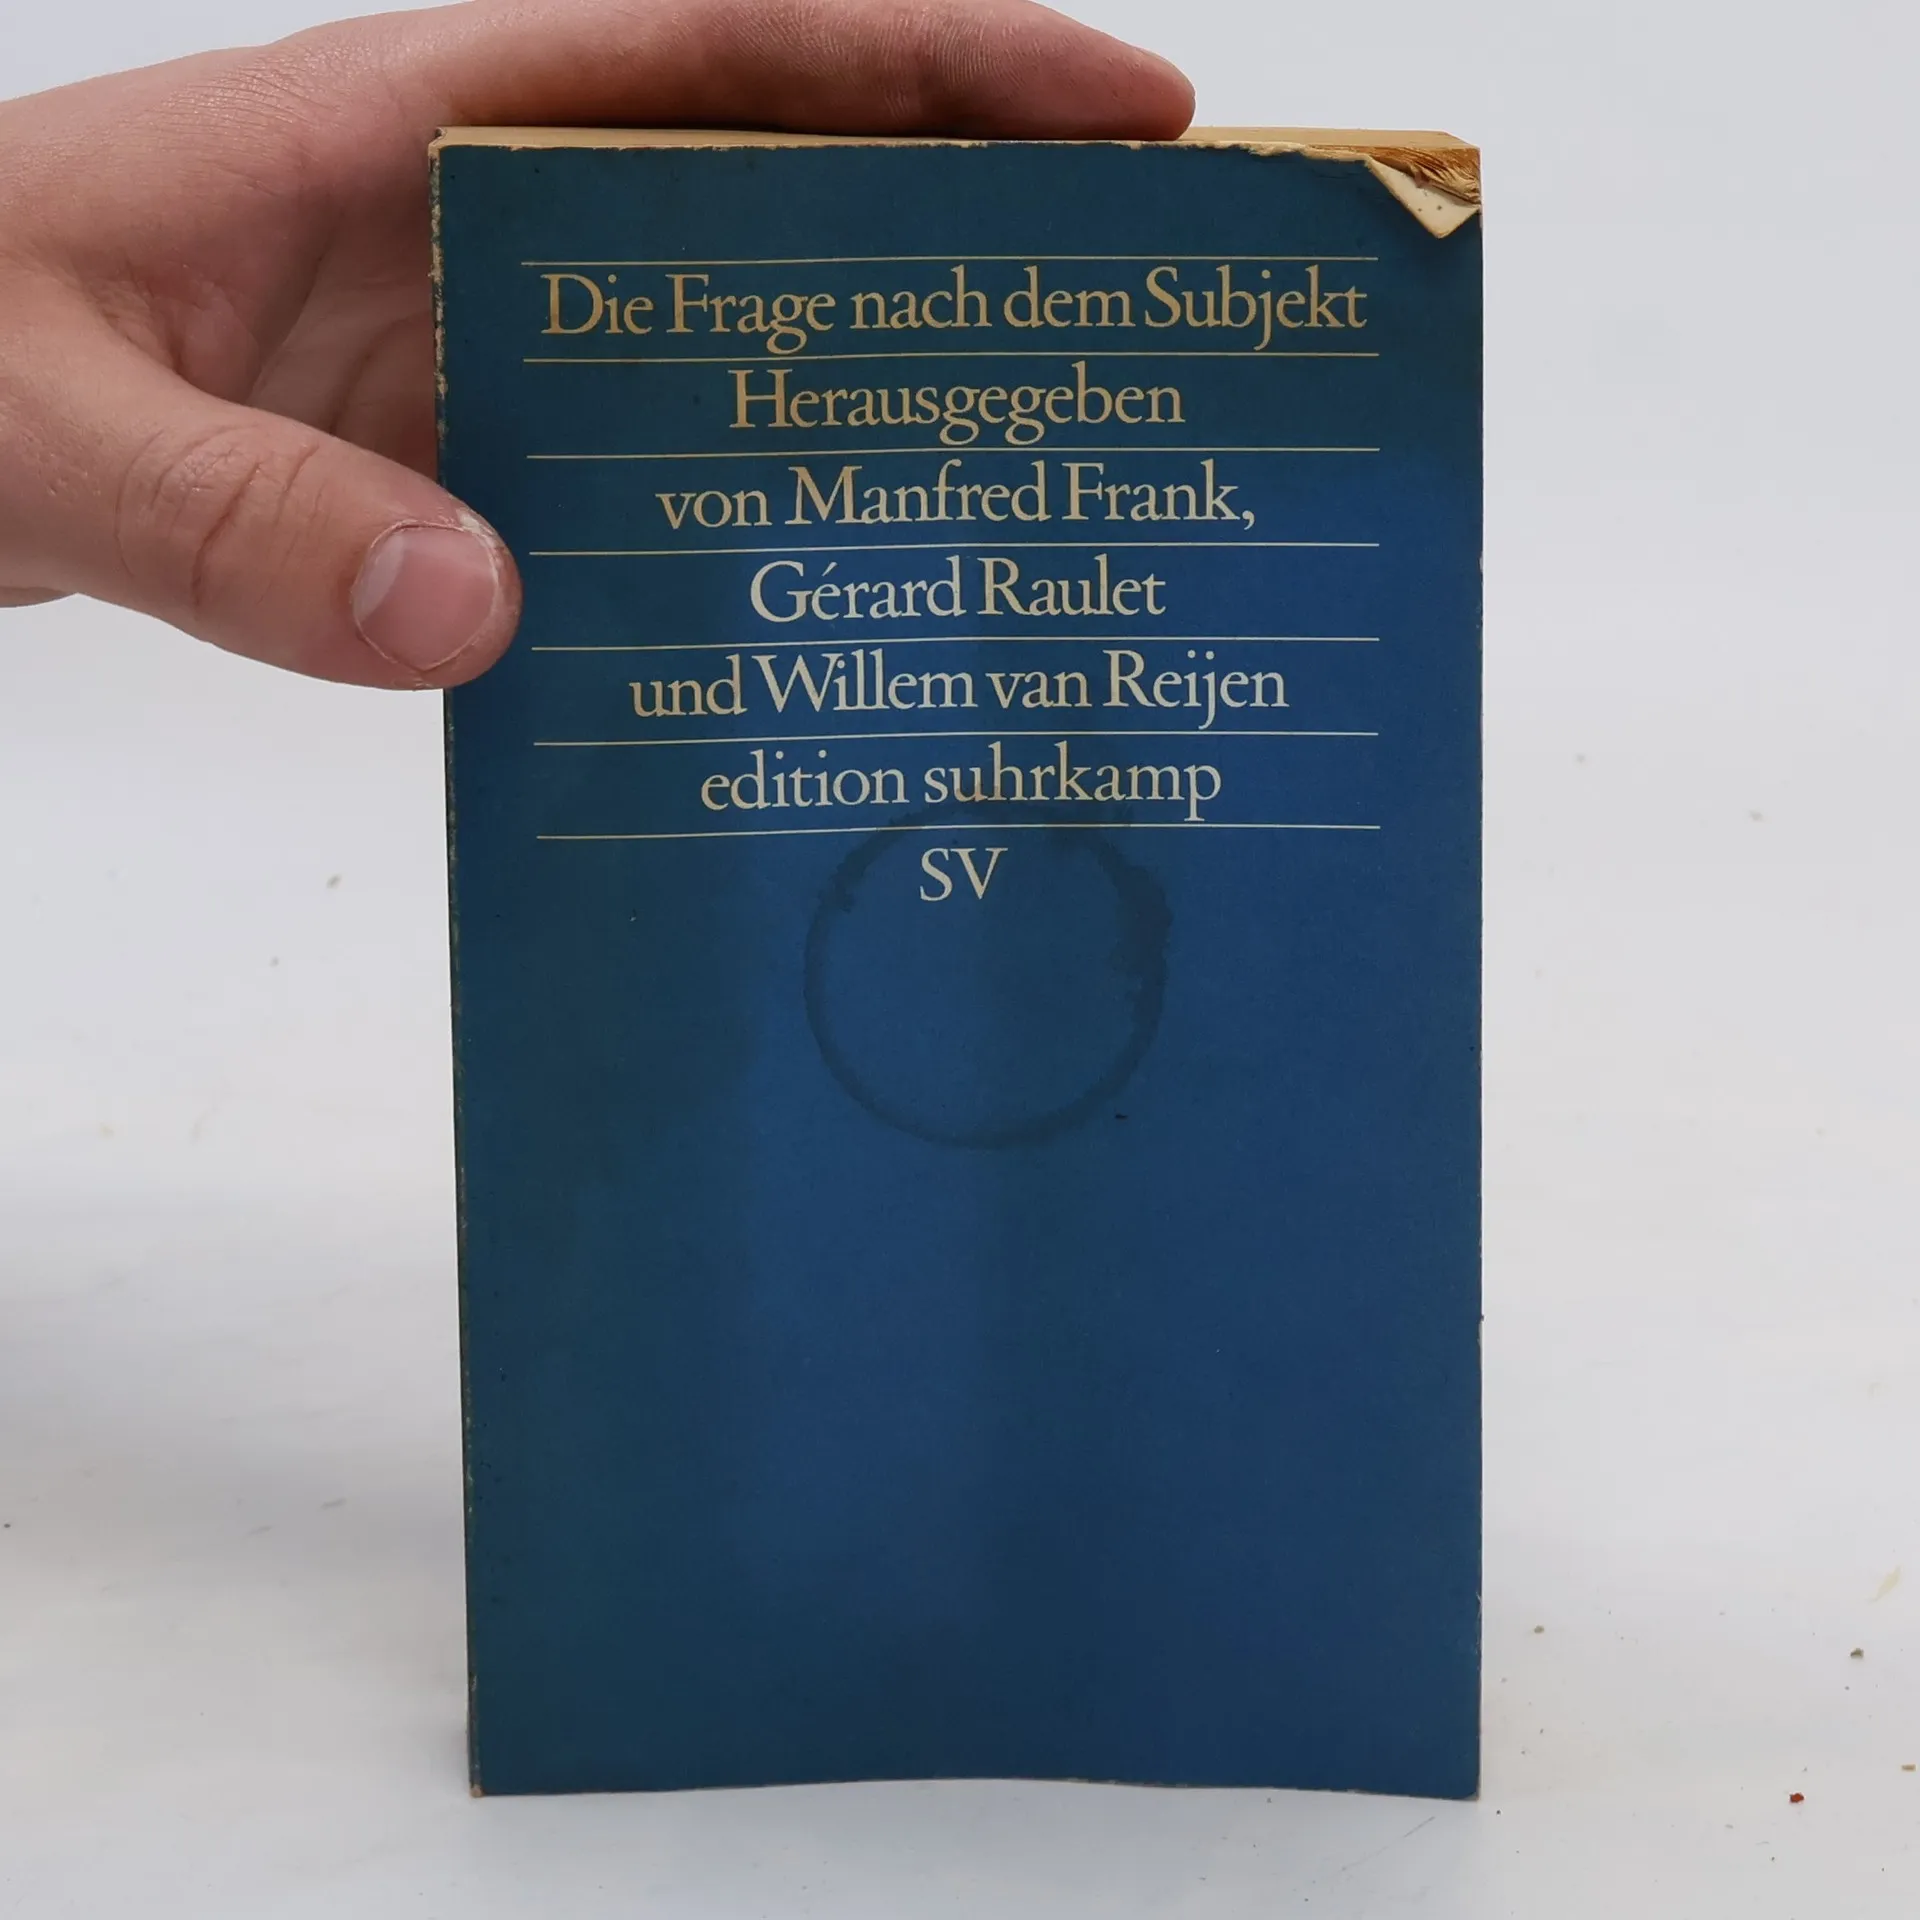 Die Frage nach dem Subjekt
Herausgegeben
von Manfred Frank,
Gérard Raulet
und Willem van Reijen
edition suhrkamp
SV